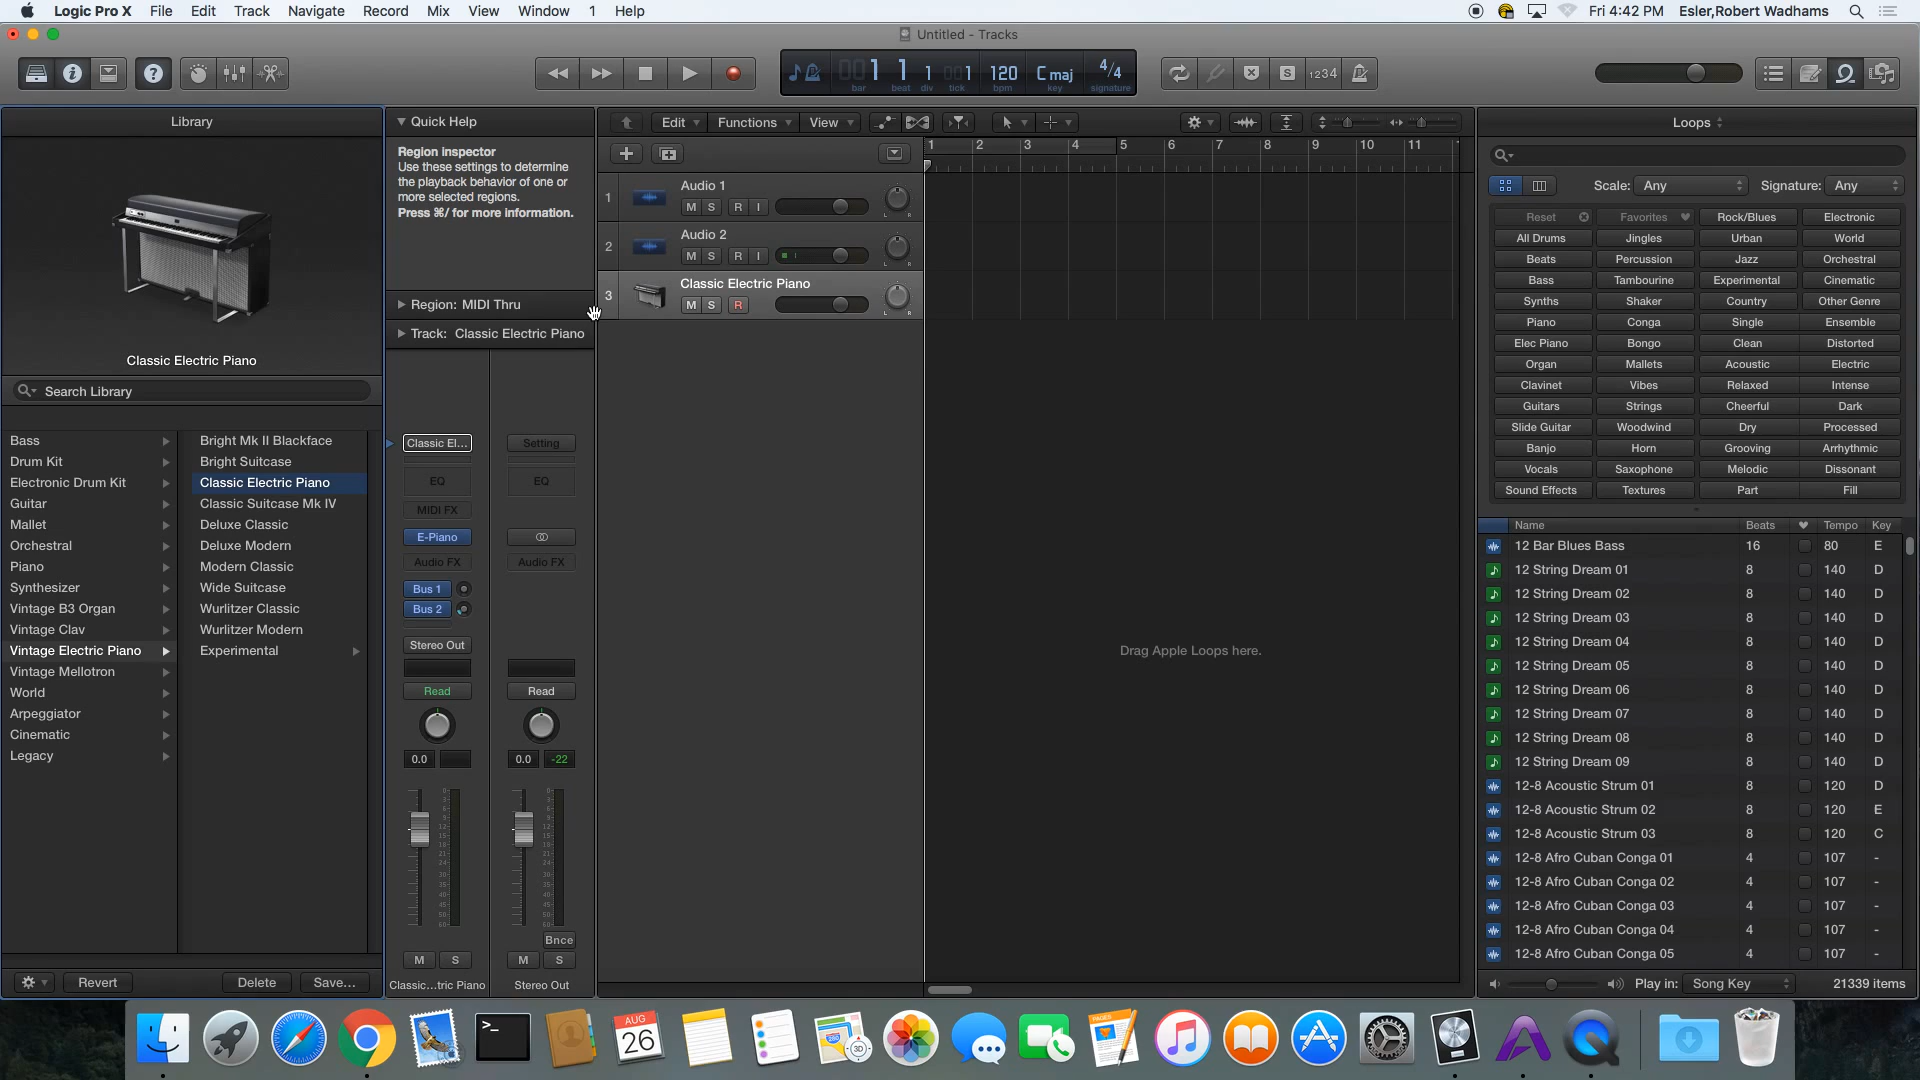 Logic Pro X File Edit Track Navigate Record Mix View Window 1 Help Fri 4:42 PM Esler,Robert Wadhams
Untitled - Tracks
001 1 1 001 120 C maj 4/4
bar beat div tick bpm key signature
1234
Library
Classic Electric Piano
Search Library
Bass
Drum Kit
Electronic Drum Kit
Guitar
Mallet
Orchestral
Piano
Synthesizer
Vintage B3 Organ
Vintage Clav
Vintage Electric Piano
Vintage Mellotron
World
Arpeggiator
Cinematic
Legacy
Bright Mk II Blackface
Bright Suitcase
Classic Electric Piano
Classic Suitcase Mk IV
Deluxe Classic
Deluxe Modern
Modern Classic
Wide Suitcase
Wurlitzer Classic
Wurlitzer Modern
Experimental
Revert Delete Save...
Quick Help
Region inspector
Use these settings to determine
the playback behavior of one or
more selected regions.
Press ⌘/ for more information.
Region: MIDI Thru
Track: Classic Electric Piano
Classic El... Setting
EQ EQ
MIDI FX
E-Piano
Audio FX Audio FX
Bus 1
Bus 2
Stereo Out
Read Read
0.0 0.0 -22
Bnce
M S M S
Classic...tric Piano Stereo Out
Edit Functions View
1 2 3 4 5 6 7 8 9 10 11
1 Audio 1
M S R I L R
2 Audio 2
M S R I L R
3 Classic Electric Piano
M S R L R
Drag Apple Loops here.
Loops
Scale: Any Signature: Any
Reset Favorites Rock/Blues Electronic
All Drums Jingles Urban World
Beats Percussion Jazz Orchestral
Bass Tambourine Experimental Cinematic
Synths Shaker Country Other Genre
Piano Conga Single Ensemble
Elec Piano Bongo Clean Distorted
Organ Mallets Acoustic Electric
Clavinet Vibes Relaxed Intense
Guitars Strings Cheerful Dark
Slide Guitar Woodwind Dry Processed
Banjo Horn Grooving Arrhythmic
Vocals Saxophone Melodic Dissonant
Sound Effects Textures Part Fill
Name Beats Tempo Key
12 Bar Blues Bass 16 80 E
12 String Dream 01 8 140 D
12 String Dream 02 8 140 D
12 String Dream 03 8 140 D
12 String Dream 04 8 140 D
12 String Dream 05 8 140 D
12 String Dream 06 8 140 D
12 String Dream 07 8 140 D
12 String Dream 08 8 140 D
12 String Dream 09 8 140 D
12-8 Acoustic Strum 01 8 120 D
12-8 Acoustic Strum 02 8 120 E
12-8 Acoustic Strum 03 8 120 C
12-8 Afro Cuban Conga 01 4 107 -
12-8 Afro Cuban Conga 02 4 107 -
12-8 Afro Cuban Conga 03 4 107 -
12-8 Afro Cuban Conga 04 4 107 -
12-8 Afro Cuban Conga 05 4 107 -
Play in: Song Key 21339 items
AUG
26
PAGES
280
3D